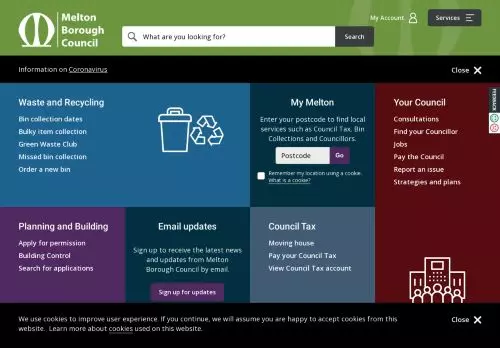 Melton
Borough
Council
My Account
Services
What are you looking for?
Search
Information on Coronavirus
Close
Waste and Recycling
Bin collection dates
Bulky item collection
Green Waste Club
Missed bin collection
Order a new bin
My Melton
Enter your postcode to find local
services such as Council Tax, Bin
Collections and Councillors.
Postcode
Go
Remember my location using a cookie.
What is a cookie?
Your Council
Consultations
Find your Councillor
Jobs
Pay the Council
Report an issue
Strategies and plans
FEEDBACK
Planning and Building
Apply for permission
Building Control
Search for applications
Email updates
Sign up to receive the latest news
and updates from Melton
Borough Council by email.
Sign up for updates
Council Tax
Moving house
Pay your Council Tax
View Council Tax account
We use cookies to improve user experience. If you continue, we will assume you are happy to accept cookies from this
website. . Learn more about cookies used on this website.
Close